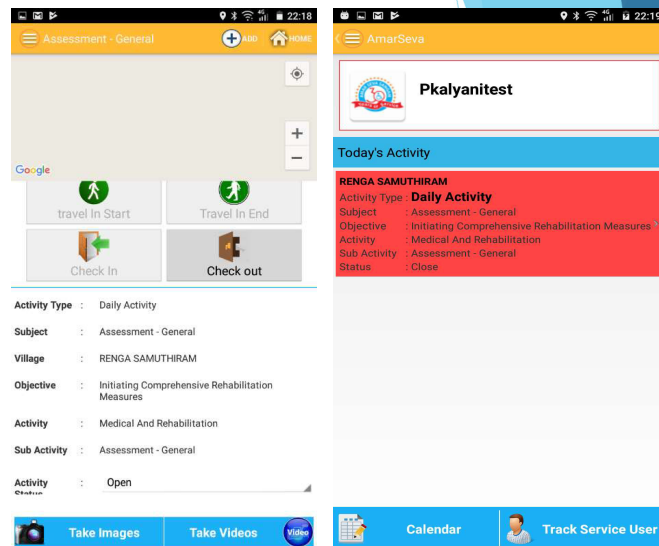 22:18
Assessment - General
ADD
HOME
Google
travel In Start
Travel In End
Check In
Check out
Activity Type : Daily Activity
Subject : Assessment - General
Village : RENGA SAMUTHIRAM
Objective : Initiating Comprehensive Rehabilitation
Measures
Activity : Medical And Rehabilitation
Sub Activity : Assessment - General
Activity : Open
Status
Take Images
Take Videos
Video
4G
22:19
AmarSeva
Pkalyanitest
Today's Activity
RENGA SAMUTHIRAM
Activity Type : Daily Activity
Subject : Assessment - General
Objective : Initiating Comprehensive Rehabilitation Measures
Activity : Medical And Rehabilitation
Sub Activity : Assessment - General
Status : Close
Calendar
Track Service User